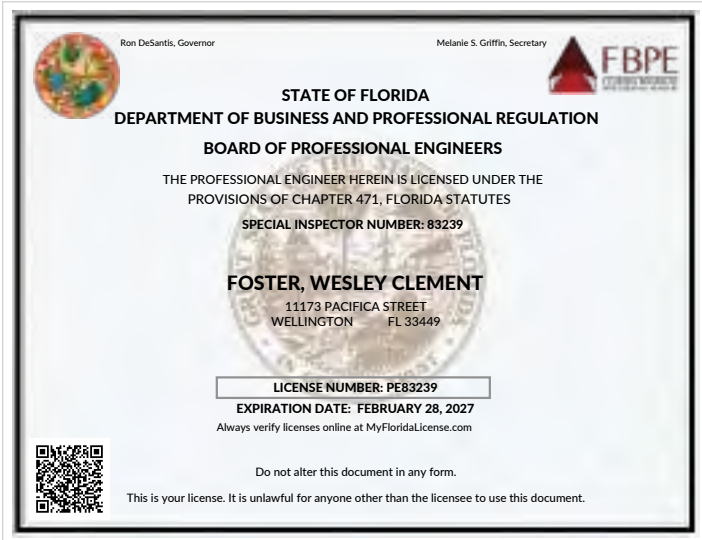 Ron DeSantis, Governor
Melanie S. Griffin, Secretary
FBPE
STATE OF FLORIDA
DEPARTMENT OF BUSINESS AND PROFESSIONAL REGULATION
BOARD OF PROFESSIONAL ENGINEERS
THE PROFESSIONAL ENGINEER HEREIN IS LICENSED UNDER THE
PROVISIONS OF CHAPTER 471, FLORIDA STATUTES
SPECIAL INSPECTOR NUMBER: 83239
FOSTER, WESLEY CLEMENT
11173 PACIFICA STREET
WELLINGTON FL 33449
LICENSE NUMBER: PE83239
EXPIRATION DATE: FEBRUARY 28, 2027
Always verify licenses online at MyFloridaLicense.com
Do not alter this document in any form.
This is your license. It is unlawful for anyone other than the licensee to use this document.